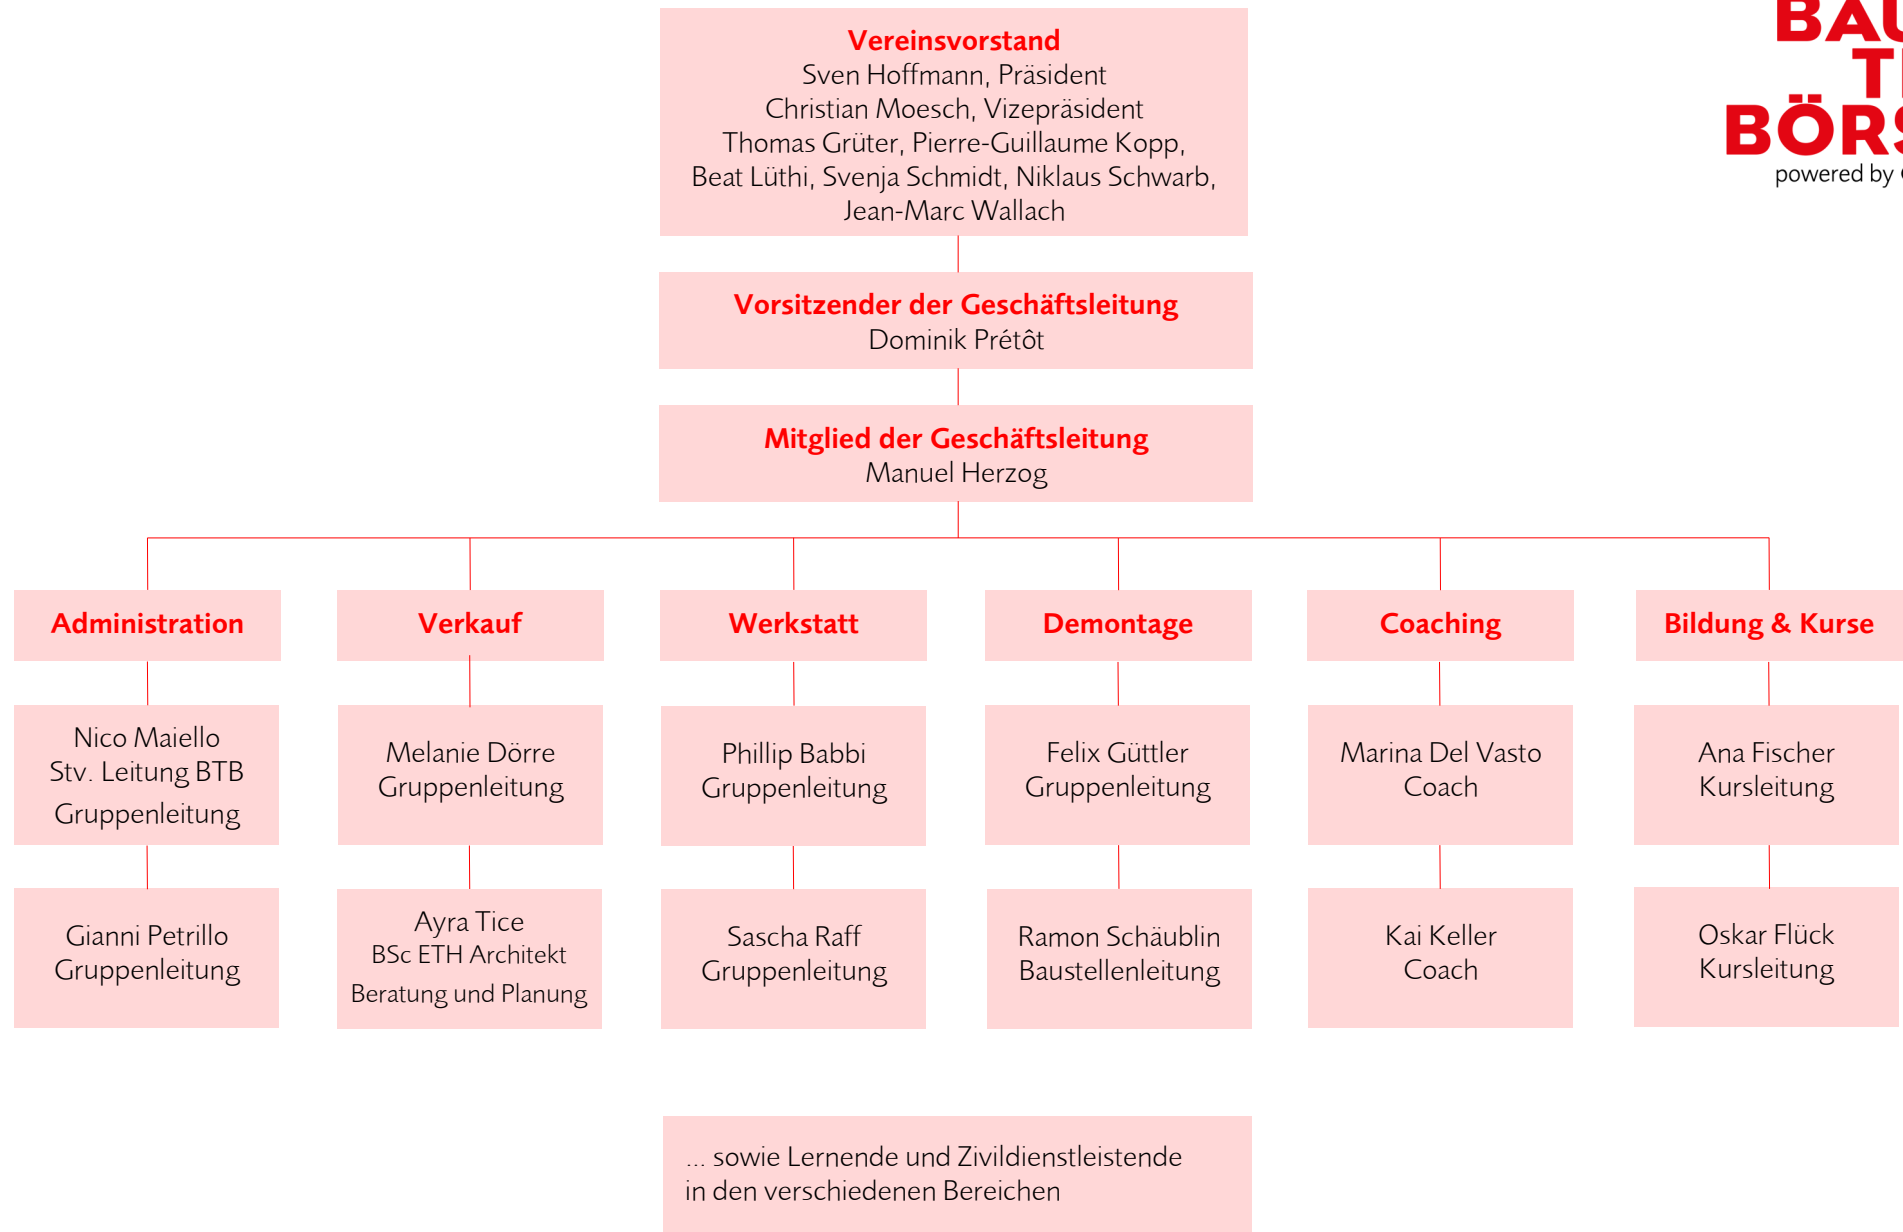 Vereinsvorstand
Sven Hoffmann, Präsident
Christian Moesch, Vizepräsident
Thomas Grüter, Pierre-Guillaume Kopp,
Beat Lüthi, Svenja Schmidt, Niklaus Schwarb,
Jean-Marc Wallach
powered by
Vorsitzender der Geschäftsleitung
Dominik Prétôt
Mitglied der Geschäftsleitung
Manuel Herzog
Administration
Verkauf
Werkstatt
Demontage
Coaching
Bildung & Kurse
Nico Maiello
Stv. Leitung BTB
Gruppenleitung
Melanie Dörre
Gruppenleitung
Phillip Babbi
Gruppenleitung
Felix Güttler
Gruppenleitung
Marina Del Vasto
Coach
Ana Fischer
Kursleitung
Gianni Petrillo
Gruppenleitung
Ayra Tice
BSc ETH Architekt
Beratung und Planung
Sascha Raff
Gruppenleitung
Ramon Schäublin
Baustellenleitung
Kai Keller
Coach
Oskar Flück
Kursleitung
... sowie Lernende und Zivildienstleistende
in den verschiedenen Bereichen